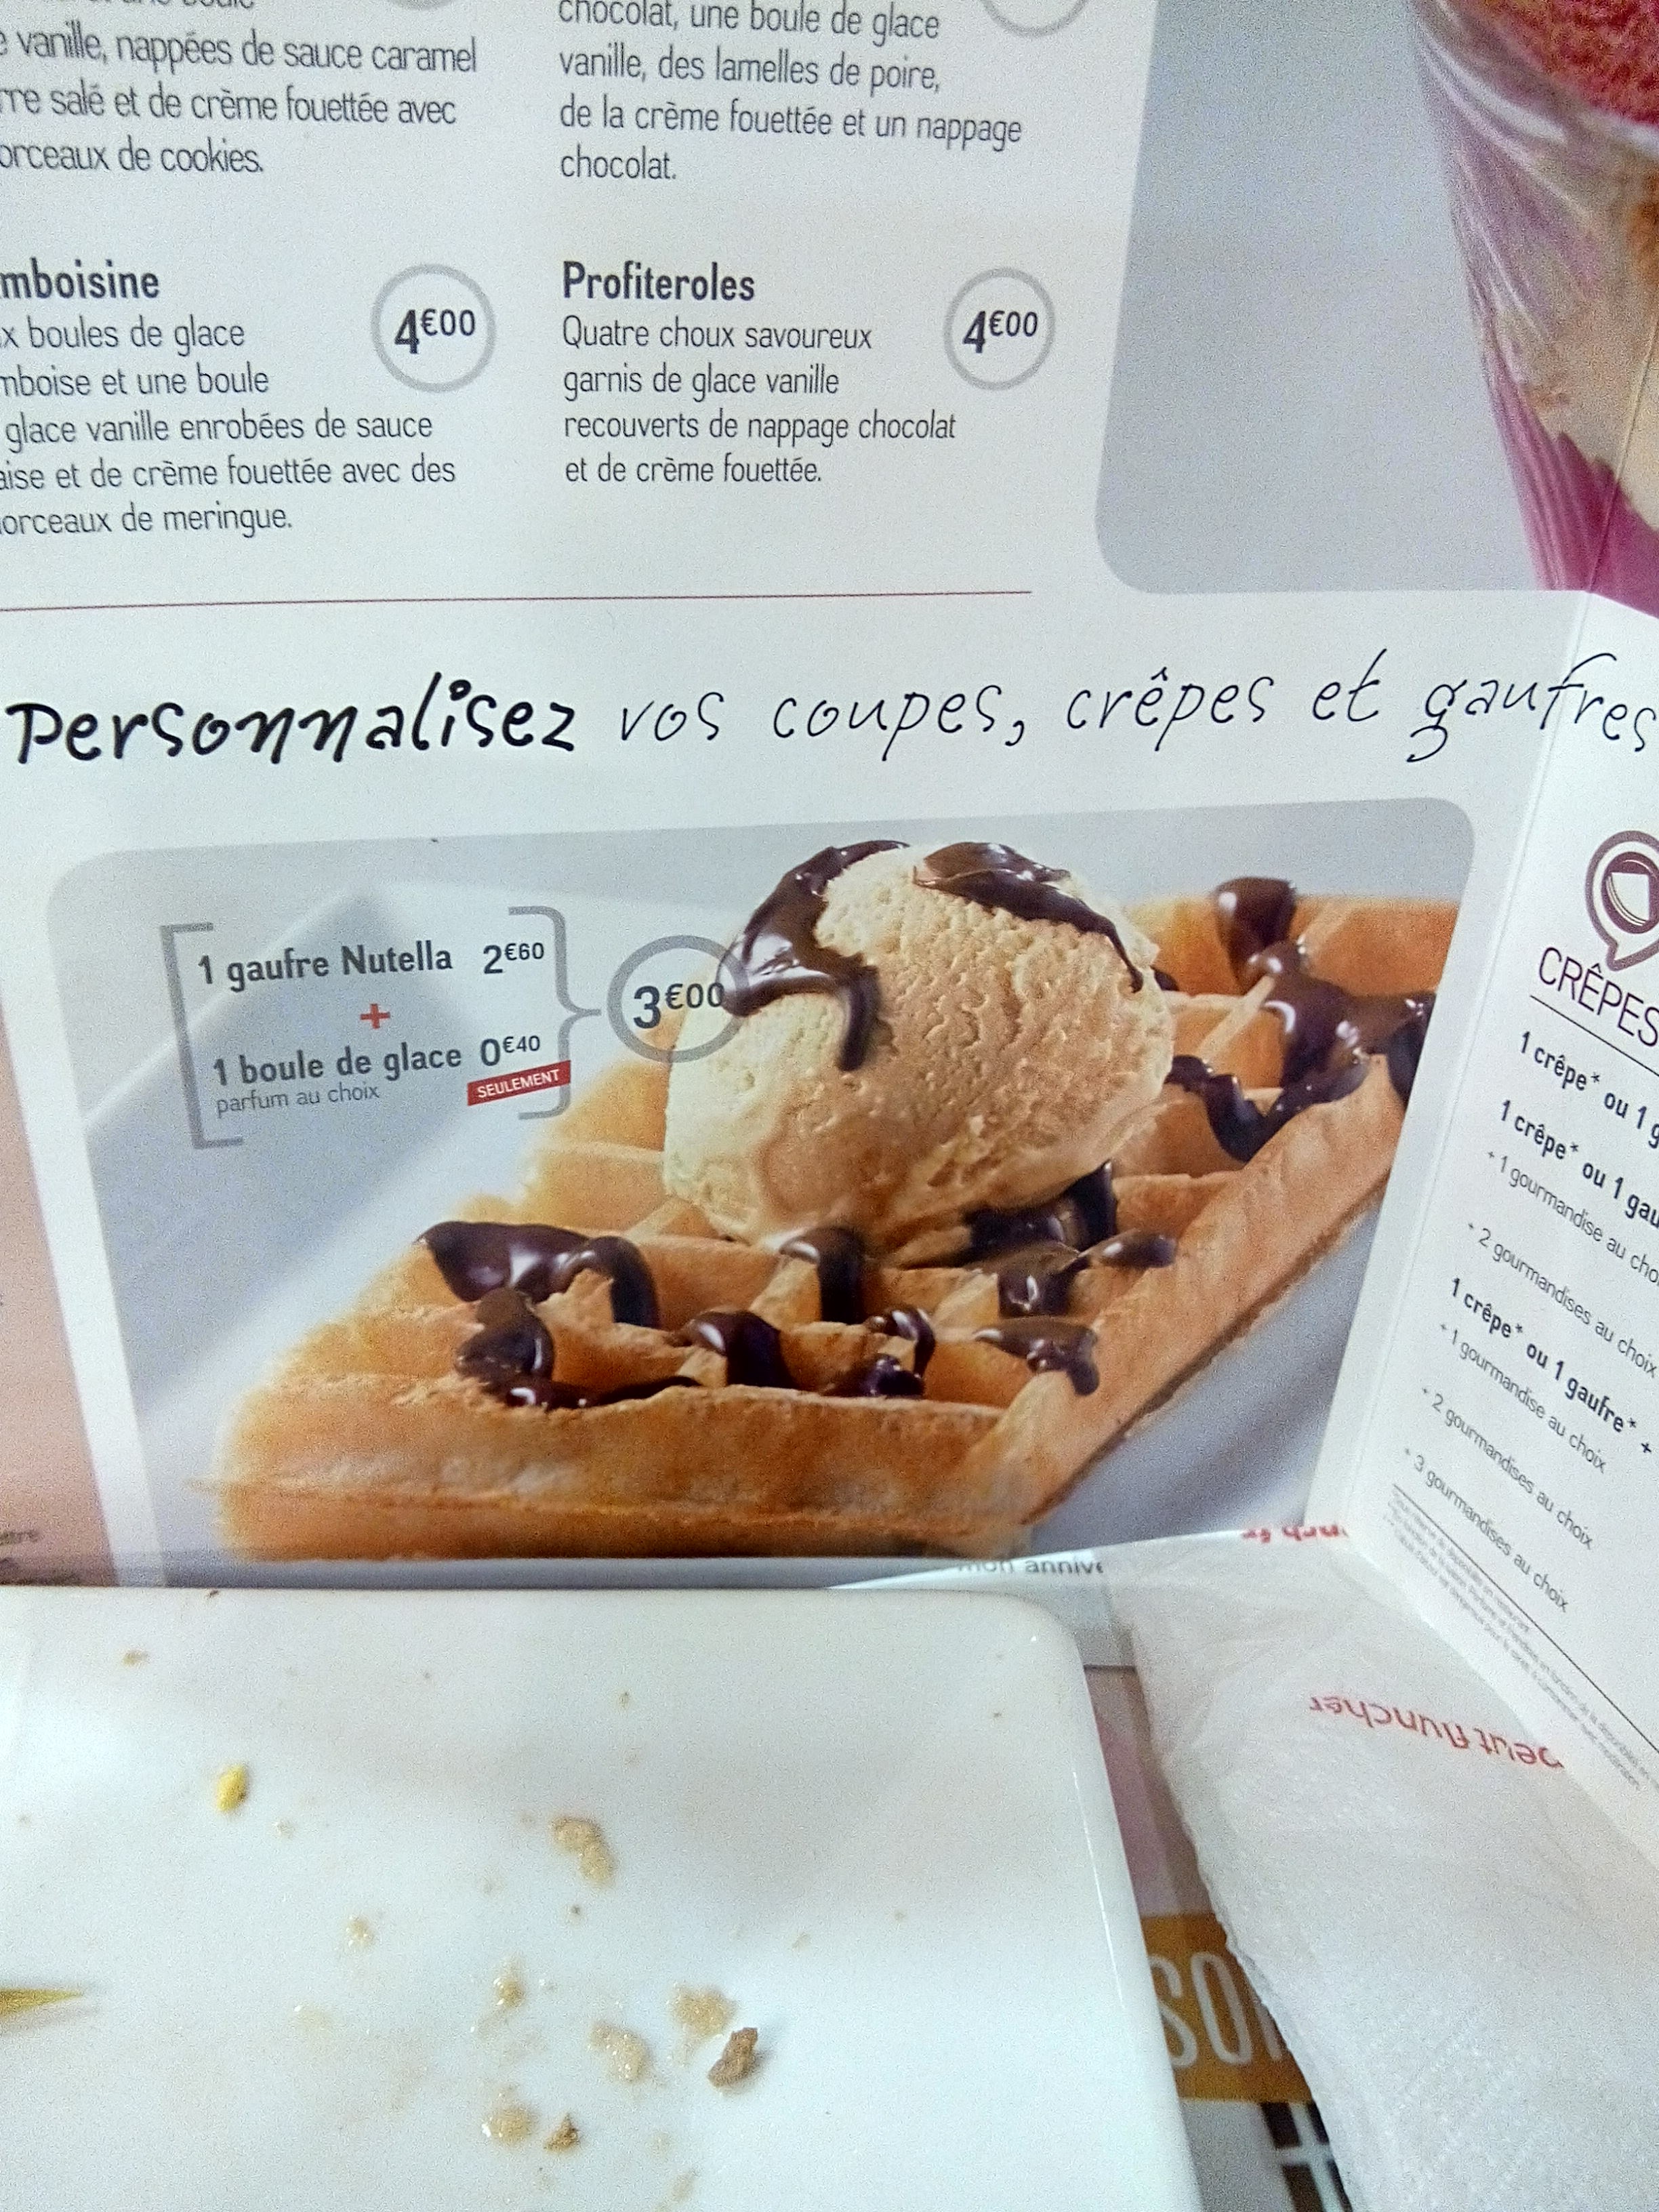 vanille, nappées de sauce caramel
salé et de crème fouettée avec
de cookies.
chocolat, une boule de glace
vanille, des lamelles de poire,
de la crème fouettée et un nappage
chocolat.
mboisine
4€00
x boules de glace
mboise et une boule
glace vanille enrobées de sauce
aise et de crème fouettée avec des
orceaux de meringue.
Profiteroles
4€00
Quatre choux savoureux
garnis de glace vanille
recouverts de nappage chocolat
et de crème fouettée.
Personnalisez vos coupes, crêpes et gaufres
1 gaufre Nutella 2€60
+
1 boule de glace 0€40
parfum au choix
SEULEMENT
3€00
CRÊPES
1 crêpe* ou 1 g
1 crêpe* ou 1 gau
+ 1 gourmandise au cho
+ 2 gourmandises au choix
1 crêpe* ou 1 gaufre* +
+ 1 gourmandise au choix
+ 2 gourmandises au choix
+ 3 gourmandises au choix
mon annive
peut fluncher
SO